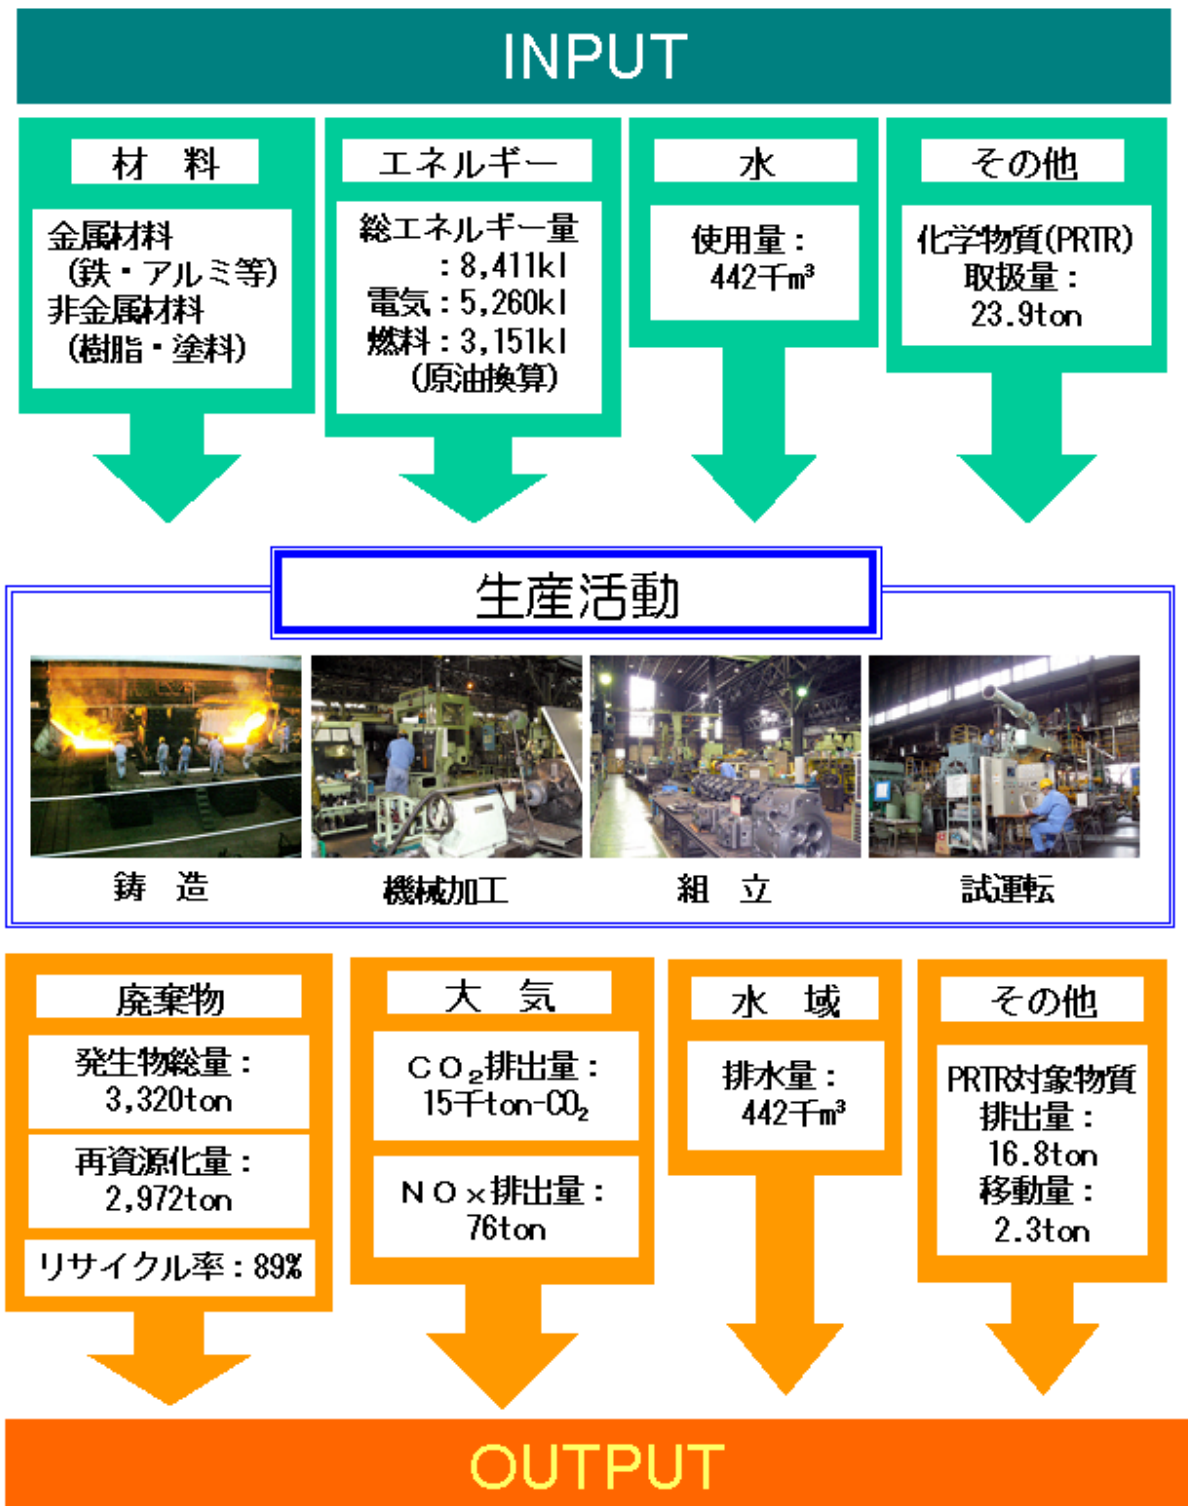 INPUT
材　料
金属材料
(鉄・アルミ等)
非金属材料
(樹脂・塗料)
エネルギー
総エネルギー量
：8,411kl
電気：5,260kl
燃料：3,151kl
(原油換算)
水
使用量：
442千m³
その他
化学物質(PRTR)
取扱量：
23.9ton
生産活動
鋳　造
機械加工
組　立
試運転
廃棄物
発生物総量：
3,320ton
再資源化量：
2,972ton
リサイクル率：89%
大　気
ＣＯ₂排出量：
15千ton-CO₂
ＮＯ×排出量：
76ton
水　域
排水量：
442千m³
その他
PRTR対象物質
排出量：
16.8ton
移動量：
2.3ton
OUTPUT